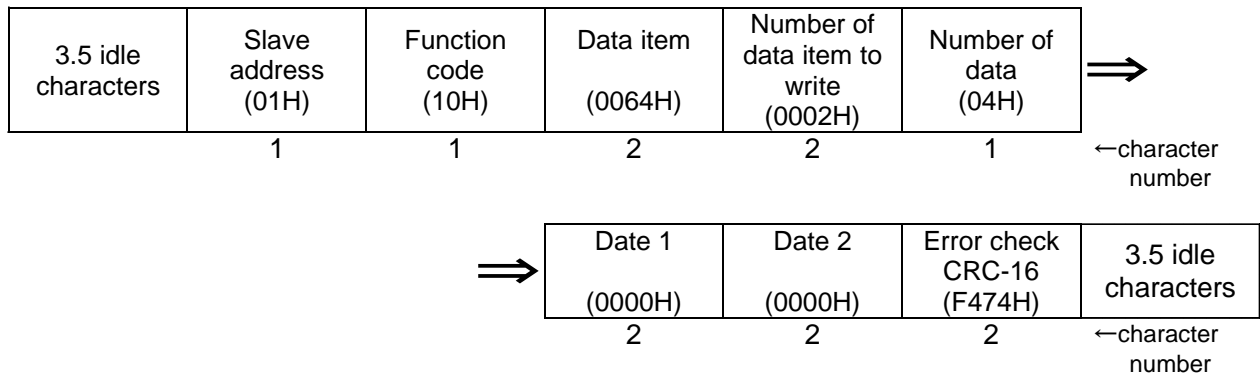 3.5 idle
characters
Slave
address
(01H)
Function
code
(10H)
Data item
(0064H)
Number of
data item to
write
(0002H)
Number of
data
(04H)
⇒
1
1
2
2
1
←character
number
⇒
Date 1
(0000H)
Date 2
(0000H)
Error check
CRC-16
(F474H)
3.5 idle
characters
2
2
2
←character
number